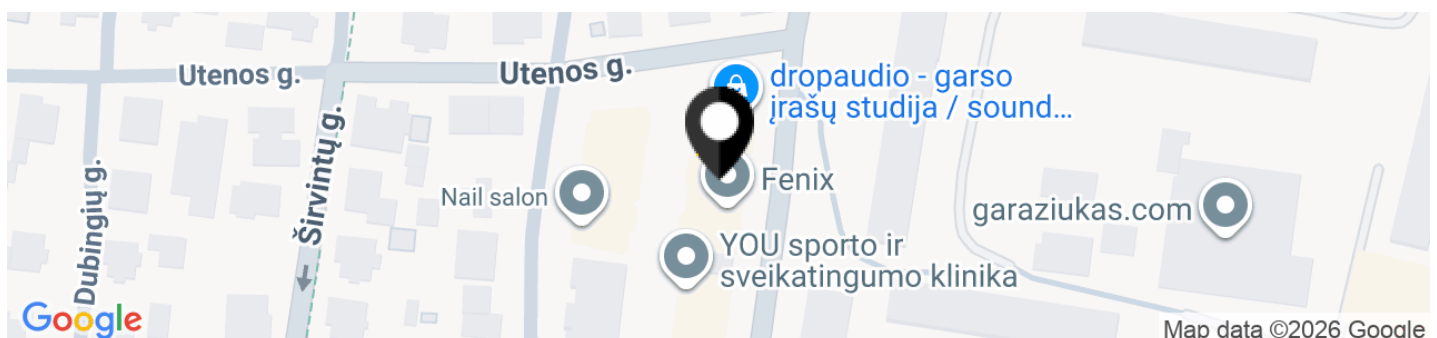 Utenos g.
Utenos g.
dropaudio - garso
įrašų studija / sound...
Širvintų g.
Dubingių g.
Nail salon
Fenix
garaziukas.com
YOU sporto ir
sveikatingumo klinika
Google
Map data ©2026 Google